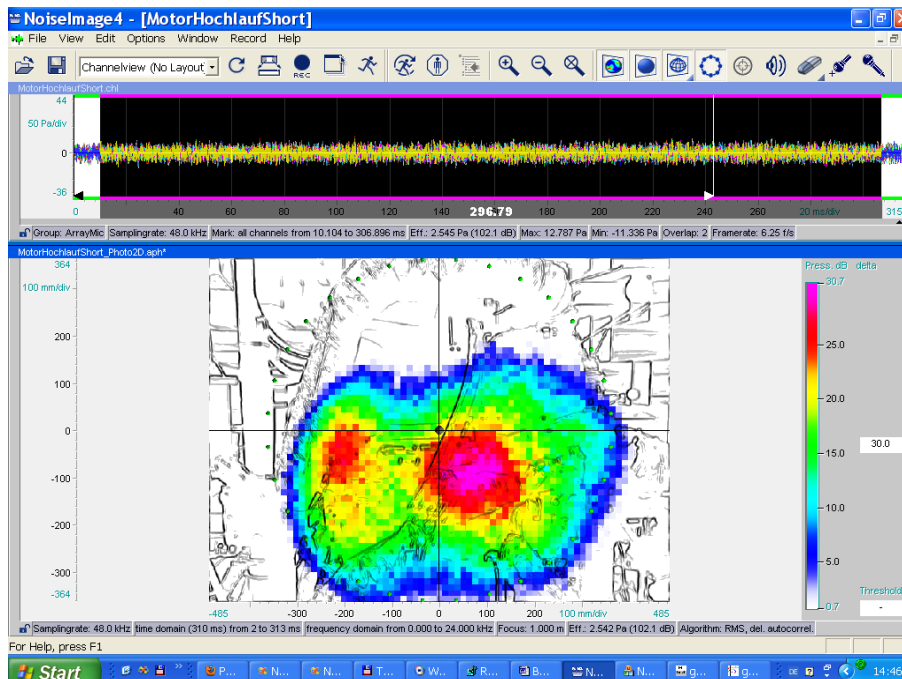 NoiseImage4 - [MotorHochlaufShort]
File View Edit Options Window Record Help
Channelview (No Layout
REC
MotorHochlaufShort.chl
44
50 Pa/div
0
-36
0 40 60 80 100 120 140 296.79 180 200 220 240 260 20 ms/div 315
Group: ArrayMic Samplingrate: 48.0 kHz Mark: all channels from 10.104 to 306.896 ms Eff.: 2.545 Pa (102.1 dB) Max: 12.787 Pa Min: -11.336 Pa Overlap: 2 Framerate: 6.25 f/s
MotorHochlaufShort_Photo2D.aph*
364
100 mm/div
200
100
0
-100
-200
-300
-364
-485 -300 -200 -100 0 100 200 100 mm/div 485
Press. dB delta
30.7
25.0
20.0
30.0
15.0
10.0
5.0
Threshold
0.7
-
Samplingrate: 48.0 kHz time domain (310 ms) from 2 to 313 ms frequency domain from 0.000 to 24.000 kHz Focus: 1.000 m Eff.: 2.542 Pa (102.1 dB) Algorithm: RMS, del. autocorrel.
For Help, press F1
Start P... N... N... T... W... R... B... N... N... g... g... DE 14:46